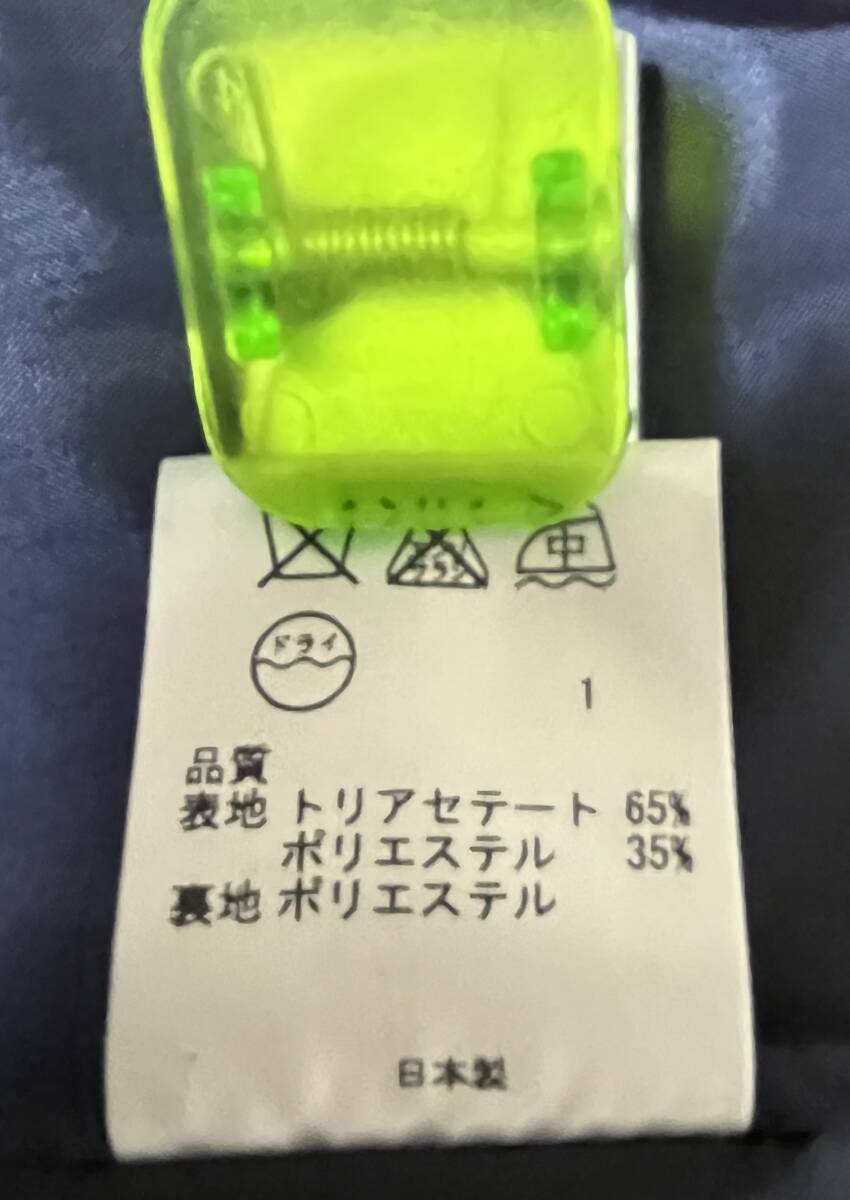 中
ドライ
1
品質
表地 トリアセテート 65%
ポリエステル 35%
裏地 ポリエステル
日本製